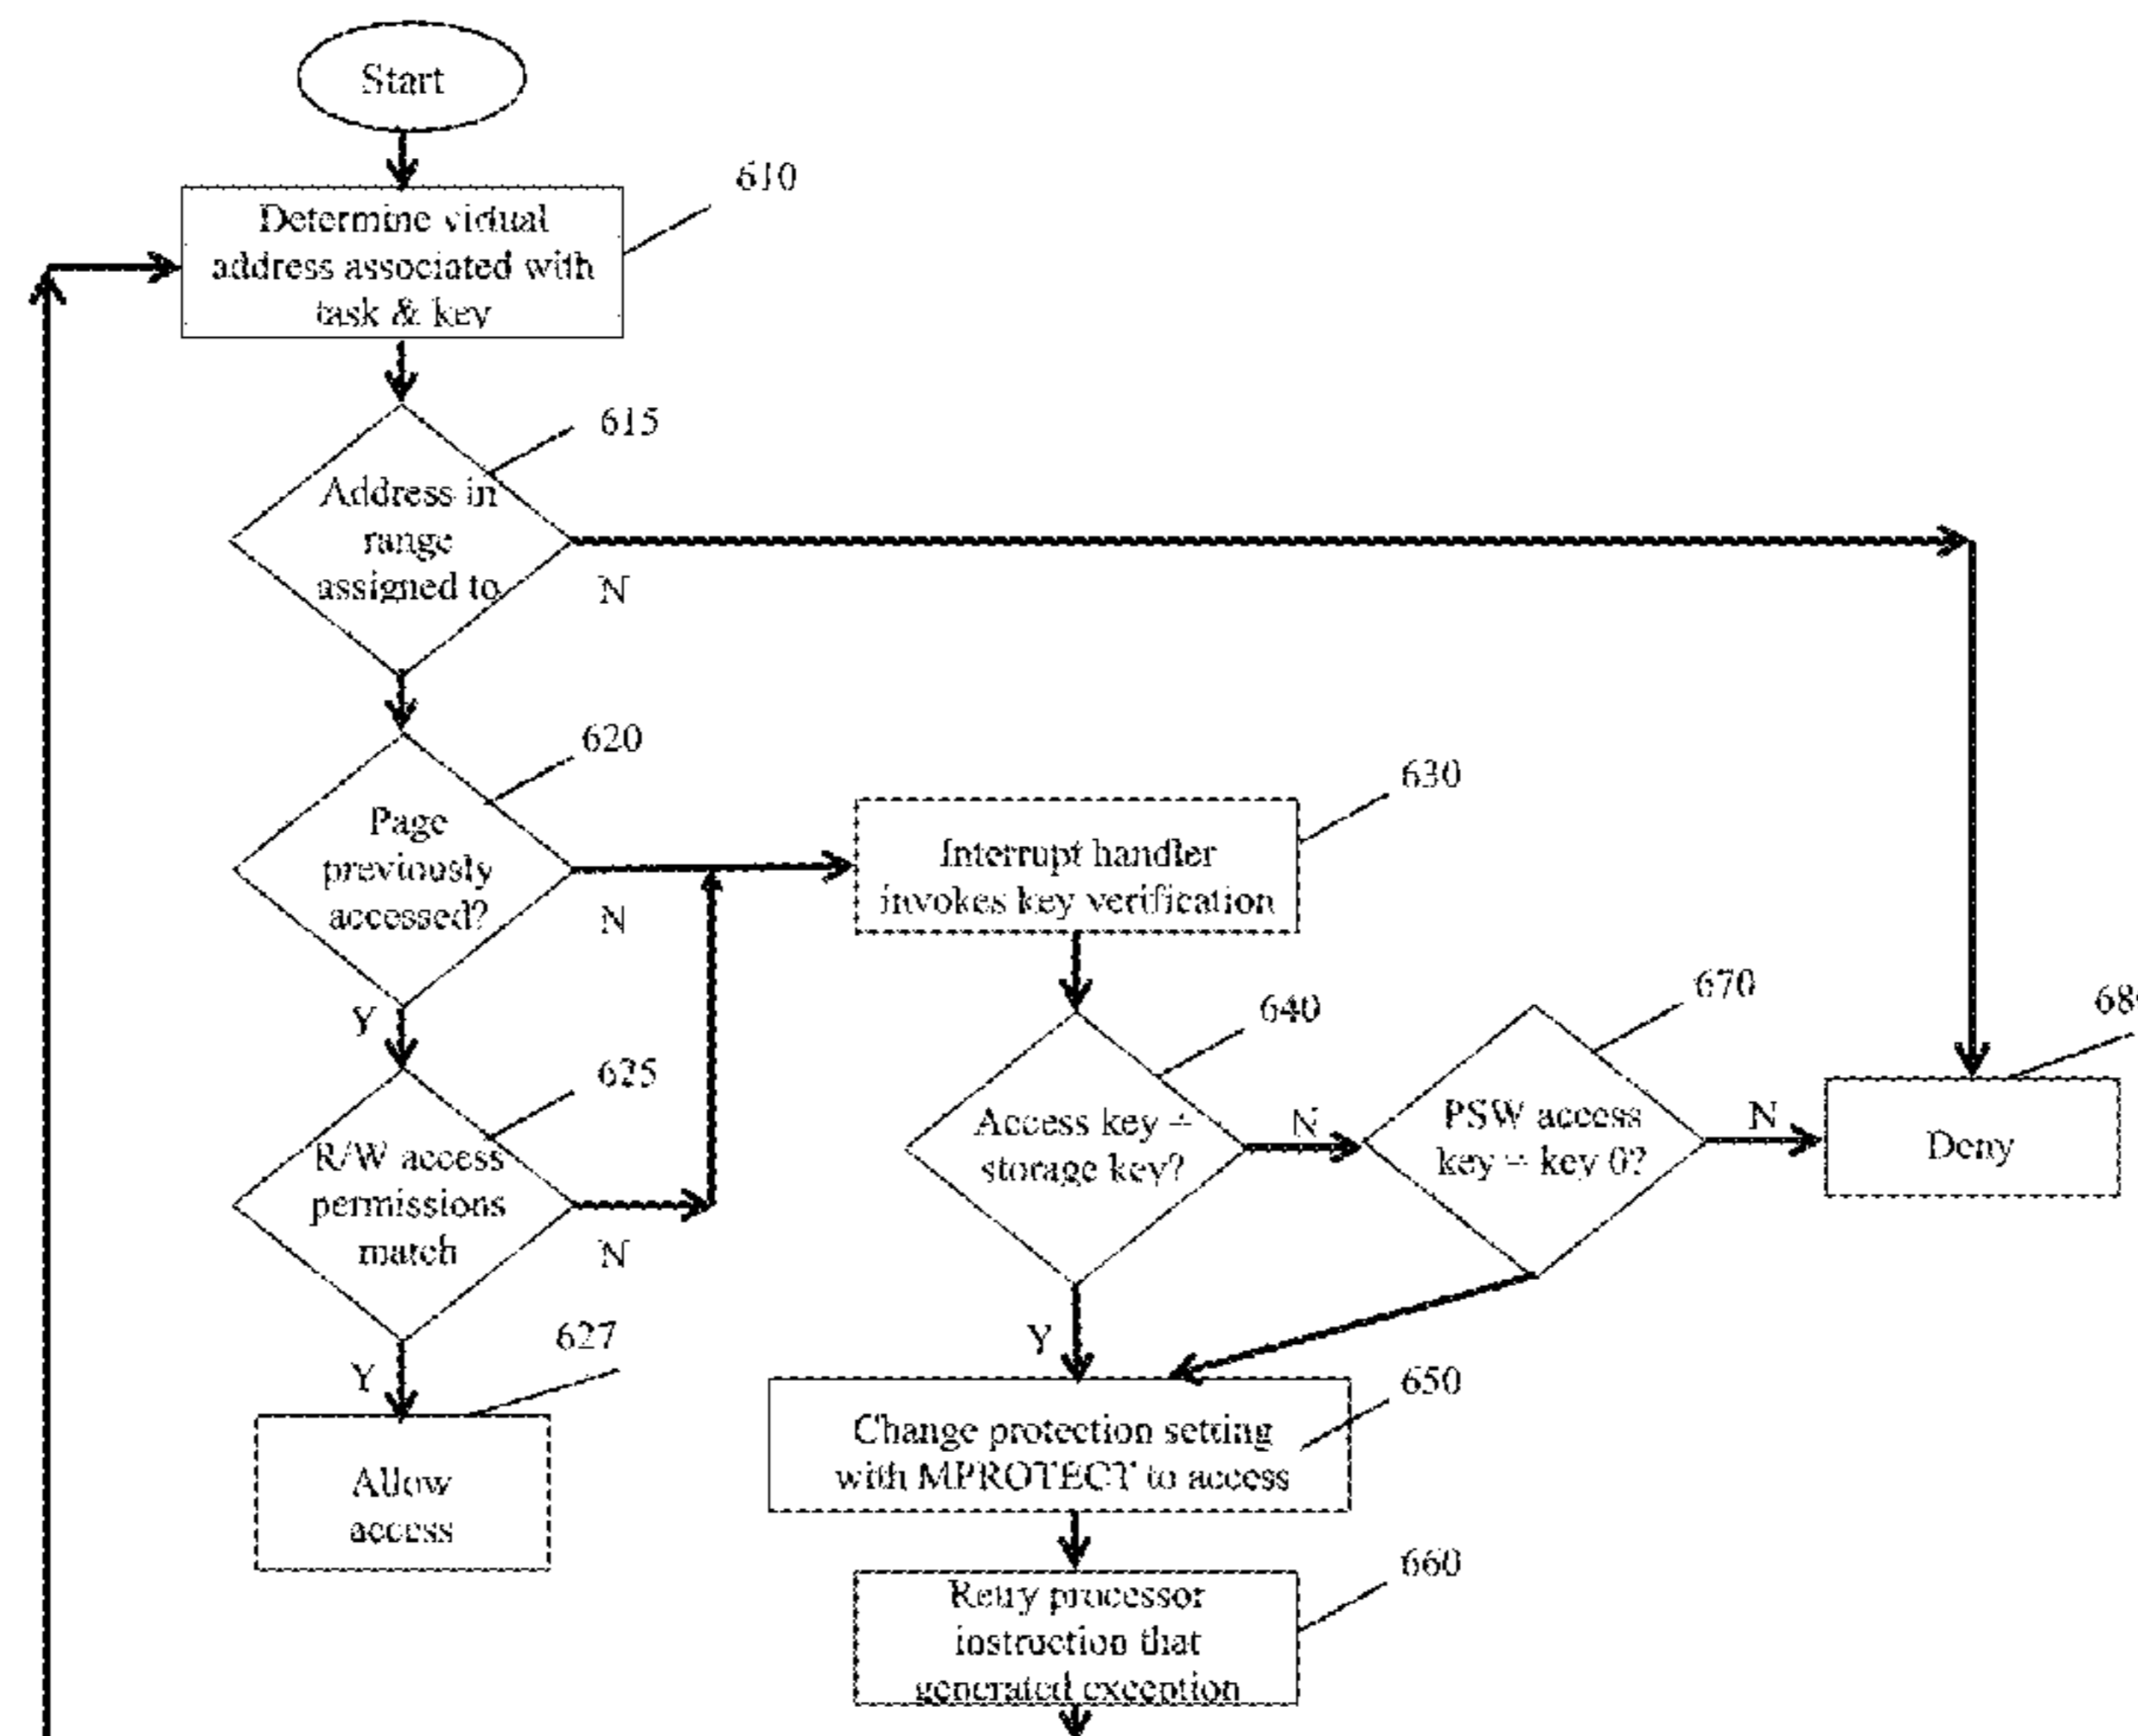 Start
610
Determine virtual
address associated with
task & key
615
Address in
range
assigned to
N
620
Page
previously
accessed?
N
Y
630
Interrupt handler
invokes key verification
625
R/W access
permissions
match
N
Y
640
Access key =
storage key?
N
Y
670
PSW access
key = key 0?
N
68
Deny
627
Allow
access
650
Change protection setting
with MPROTECT to access
660
Retry processor
instruction that
generated exception